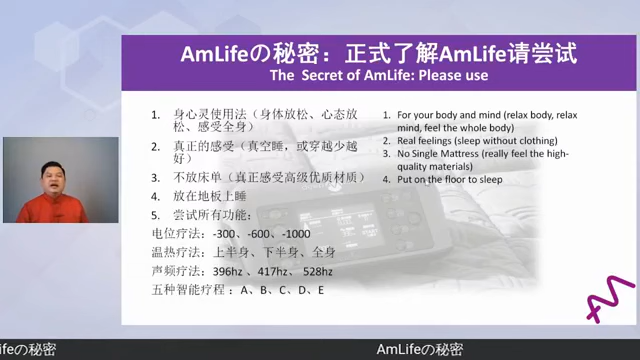 AmLifeの秘密：正式了解AmLife请尝试
The Secret of AmLife: Please use
1. 身心灵使用法（身体放松、心态放
松、感受全身）
2. 真正的感受（真空睡，或穿越少越
好）
3. 不放床单（真正感受高级优质材质）
4. 放在地板上睡
5. 尝试所有功能：
电位疗法：-300、-600、-1000
温热疗法：上半身、下半身、全身
声频疗法：396hz 、417hz、 528hz
五种智能疗程 ：A、B、C、D、E
1. For your body and mind (relax body, relax
mind, feel the whole body)
2. Real feelings (sleep without clothing)
3. No Single Mattress (really feel the high-
quality materials)
4. Put on the floor to sleep
ifeの秘密
AmLifeの秘密